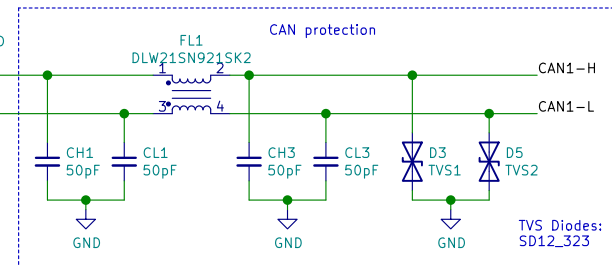 CAN protection
FL1
DLW21SN921SK2
1 2
3 4
CAN1-H
CAN1-L
CH1
50pF
CL1
50pF
CH3
50pF
CL3
50pF
D3
TVS1
D5
TVS2
GND
GND
GND
TVS Diodes:
SD12_323